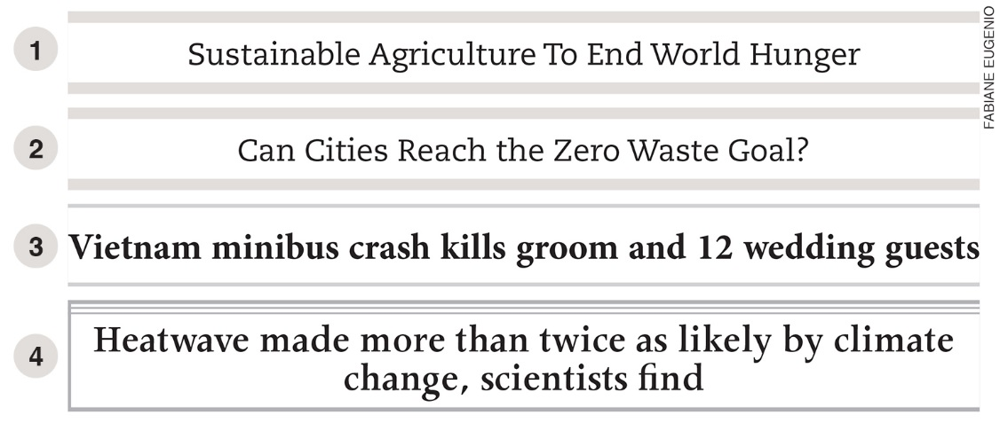 1
Sustainable Agriculture To End World Hunger
2
Can Cities Reach the Zero Waste Goal?
3
Vietnam minibus crash kills groom and 12 wedding guests
4
Heatwave made more than twice as likely by climate
change, scientists find
FABIANE EUGENIO